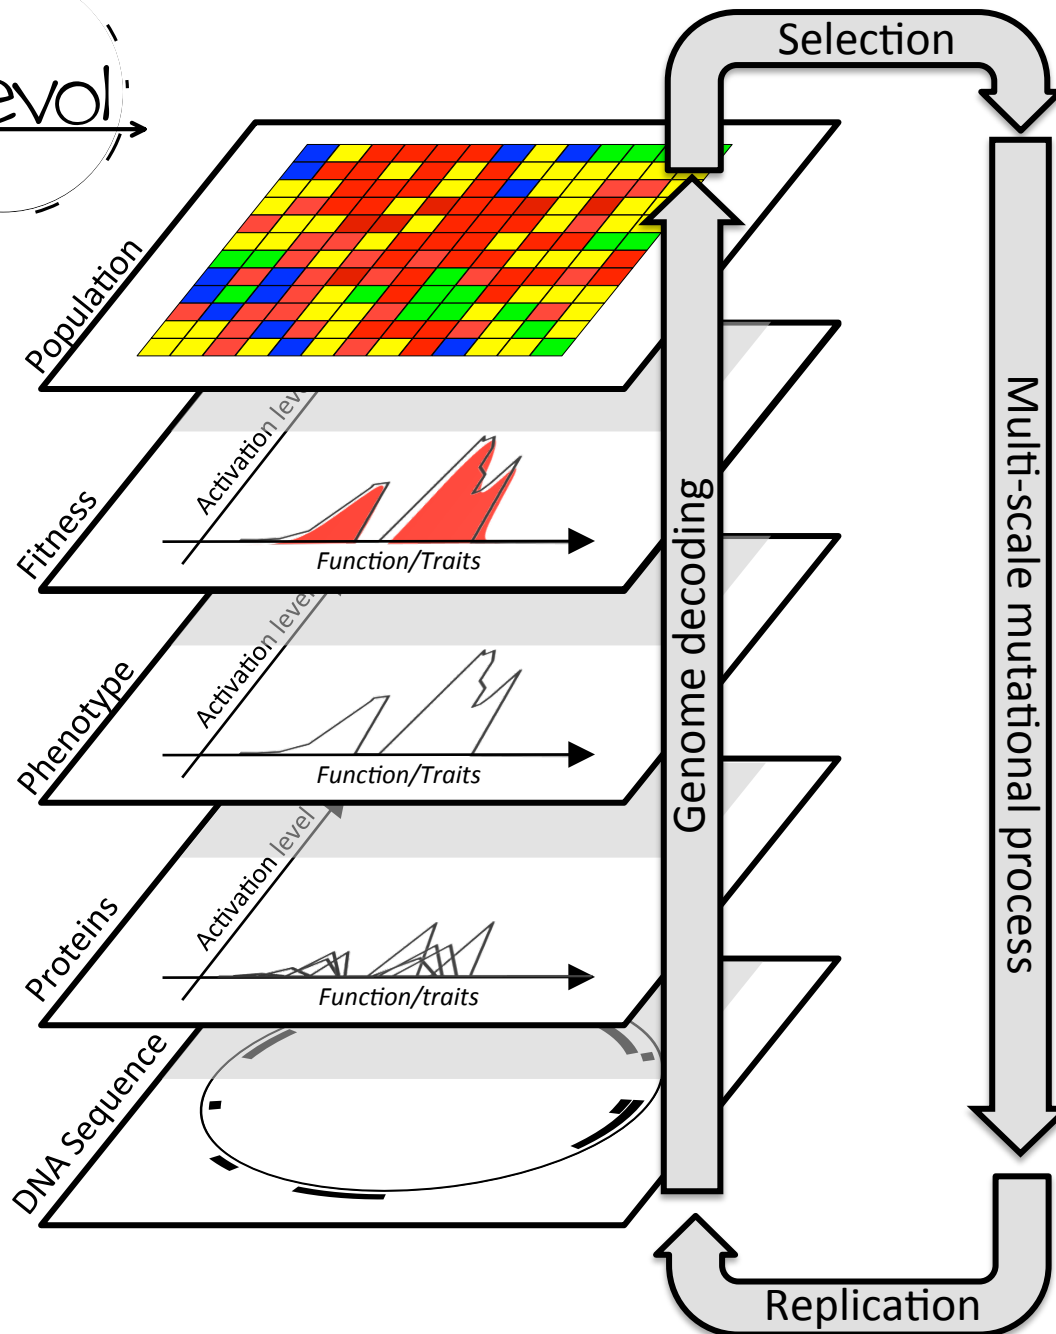 Selection
evol
Population
Activation level
Function/Traits
Fitness
Activation level
Function/Traits
Phenotype
Activation level
Function/traits
Proteins
DNA Sequence
Genome decoding
Multi-scale mutational process
Replication